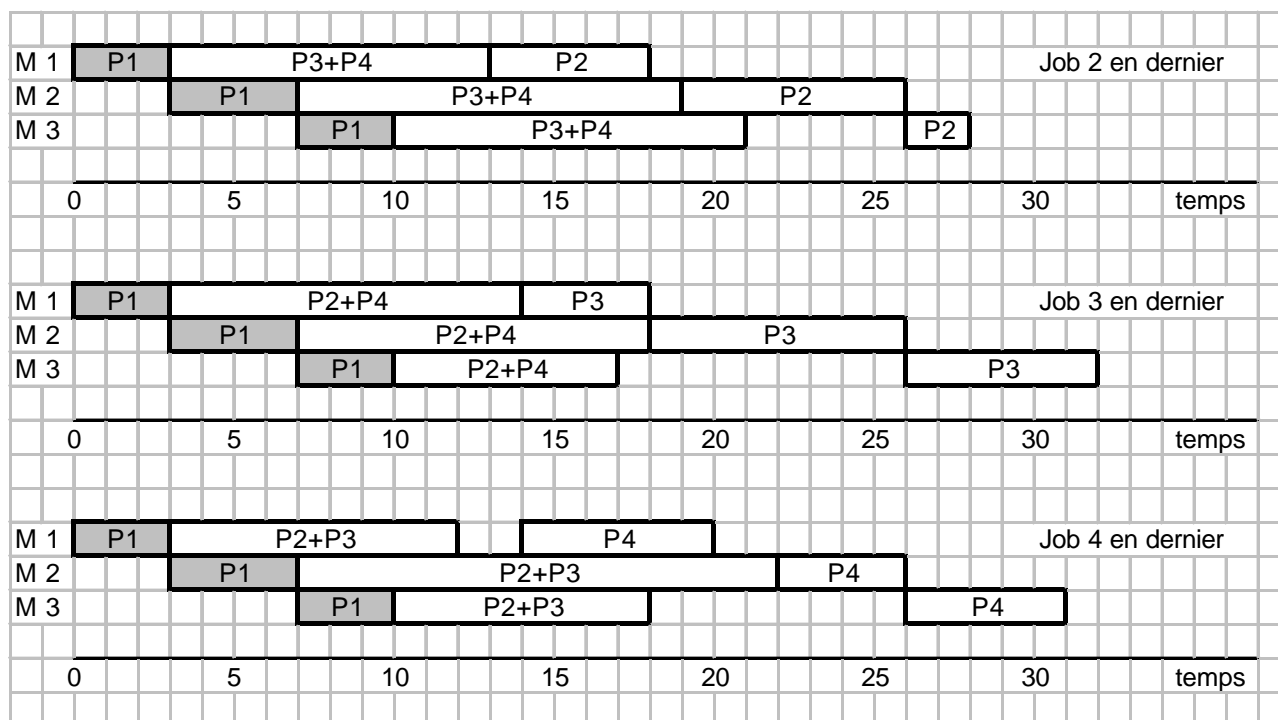 M 1 P1 P3+P4 P2 Job 2 en dernier
M 2 P1 P3+P4 P2
M 3 P1 P3+P4 P2
0 5 10 15 20 25 30 temps
M 1 P1 P2+P4 P3 Job 3 en dernier
M 2 P1 P2+P4 P3
M 3 P1 P2+P4 P3
0 5 10 15 20 25 30 temps
M 1 P1 P2+P3 P4 Job 4 en dernier
M 2 P1 P2+P3 P4
M 3 P1 P2+P3 P4
0 5 10 15 20 25 30 temps